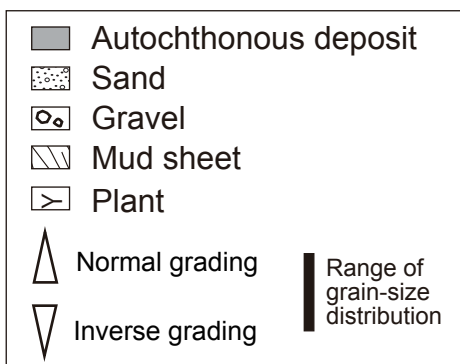 Autochthonous deposit
Sand
Gravel
Mud sheet
Plant
Normal grading
Inverse grading
Range of
grain-size
distribution